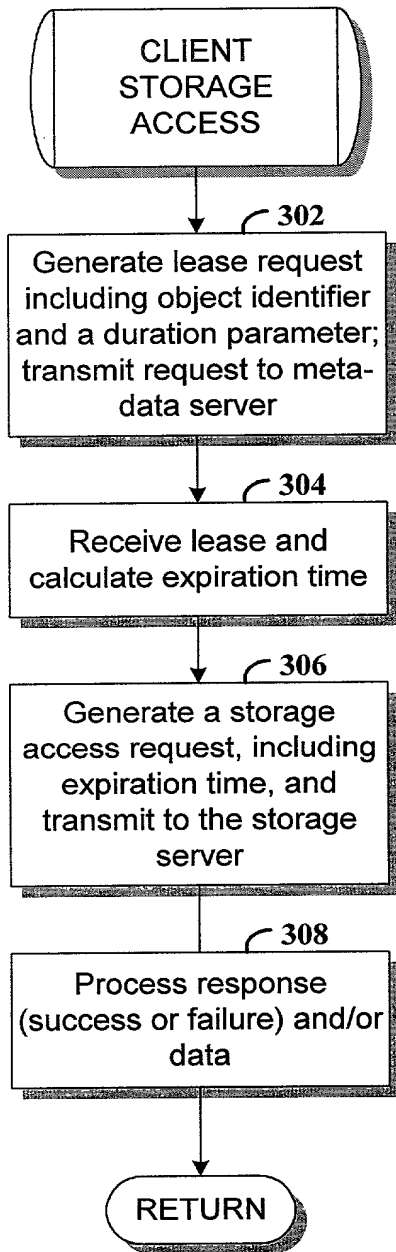 CLIENT
STORAGE
ACCESS
302
Generate lease request
including object identifier
and a duration parameter;
transmit request to meta-
data server
304
Receive lease and
calculate expiration time
306
Generate a storage
access request, including
expiration time, and
transmit to the storage
server
308
Process response
(success or failure) and/or
data
RETURN